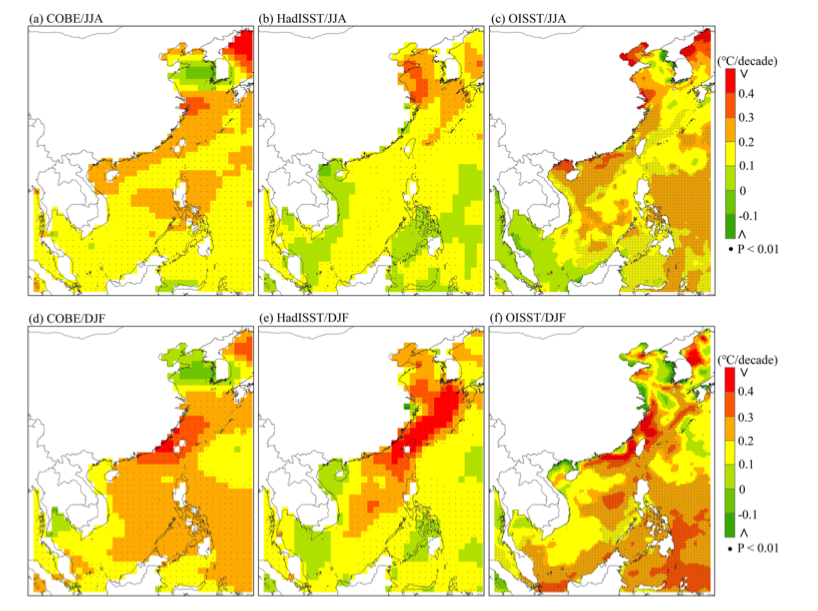 (a) COBE/JJA
(b) HadISST/JJA
(c) OISST/JJA
(℃/decade)
V
0.4
0.3
0.2
0.1
0
-0.1
Λ
• P < 0.01
(d) COBE/DJF
(e) HadISST/DJF
(f) OISST/DJF
(℃/decade)
V
0.4
0.3
0.2
0.1
0
-0.1
Λ
• P < 0.01